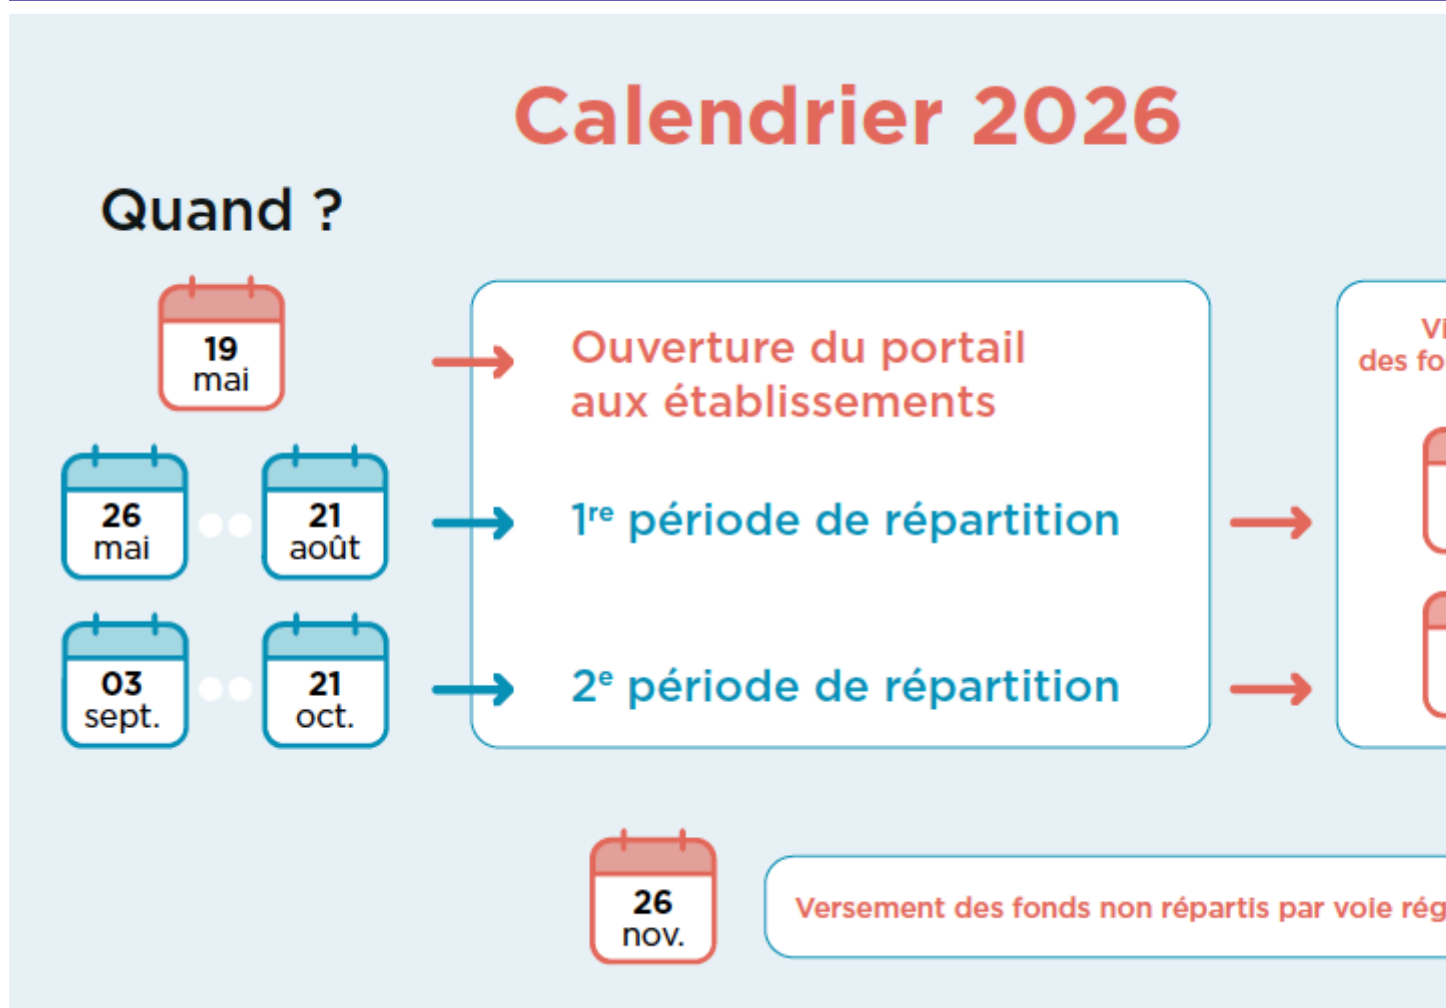 Calendrier 2026
Quand ?
19
mai
Ouverture du portail
aux établissements
26
mai
21
août
1re période de répartition
03
sept.
21
oct.
2e période de répartition
des
26
nov.
Versement des fonds non répartis par voie